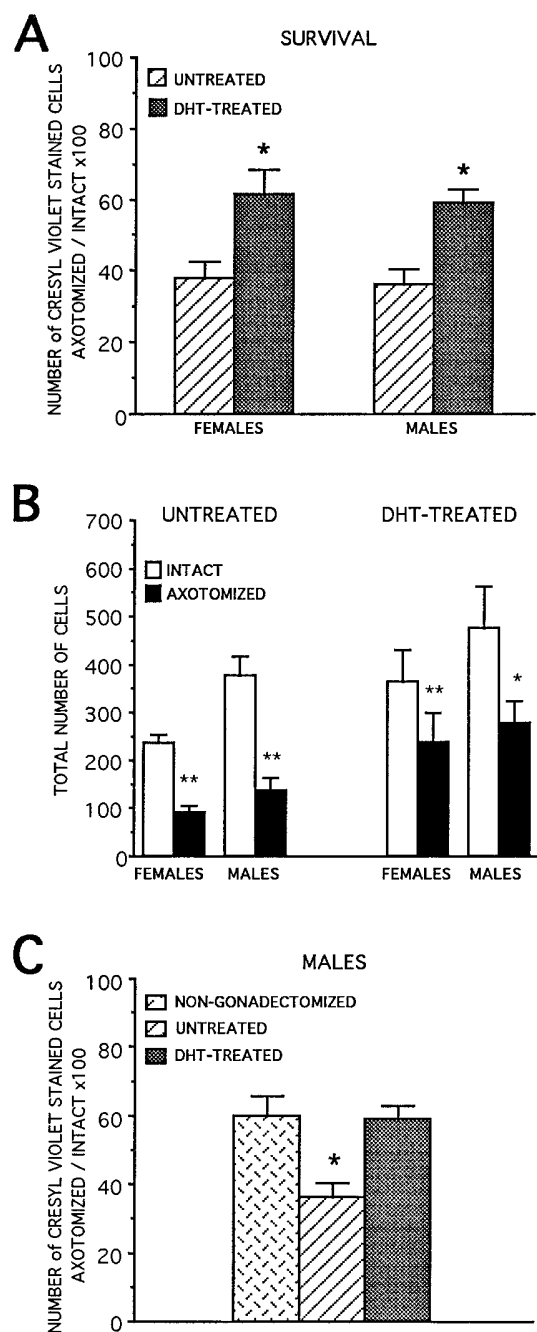 A
SURVIVAL
NUMBER of CRESYL VIOLET STAINED CELLS
AXOTOMIZED / INTACT x100
100
80
60
40
20
0
UNTREATED
DHT-TREATED
*
*
FEMALES
MALES
B
UNTREATED
DHT-TREATED
TOTAL NUMBER OF CELLS
700
600
500
400
300
200
100
0
INTACT
AXOTOMIZED
**
**
**
*
FEMALES
MALES
FEMALES
MALES
C
MALES
NUMBER of CRESYL VIOLET STAINED CELLS
AXOTOMIZED / INTACT x100
100
80
60
40
20
0
NON-GONADECTOMIZED
UNTREATED
DHT-TREATED
*